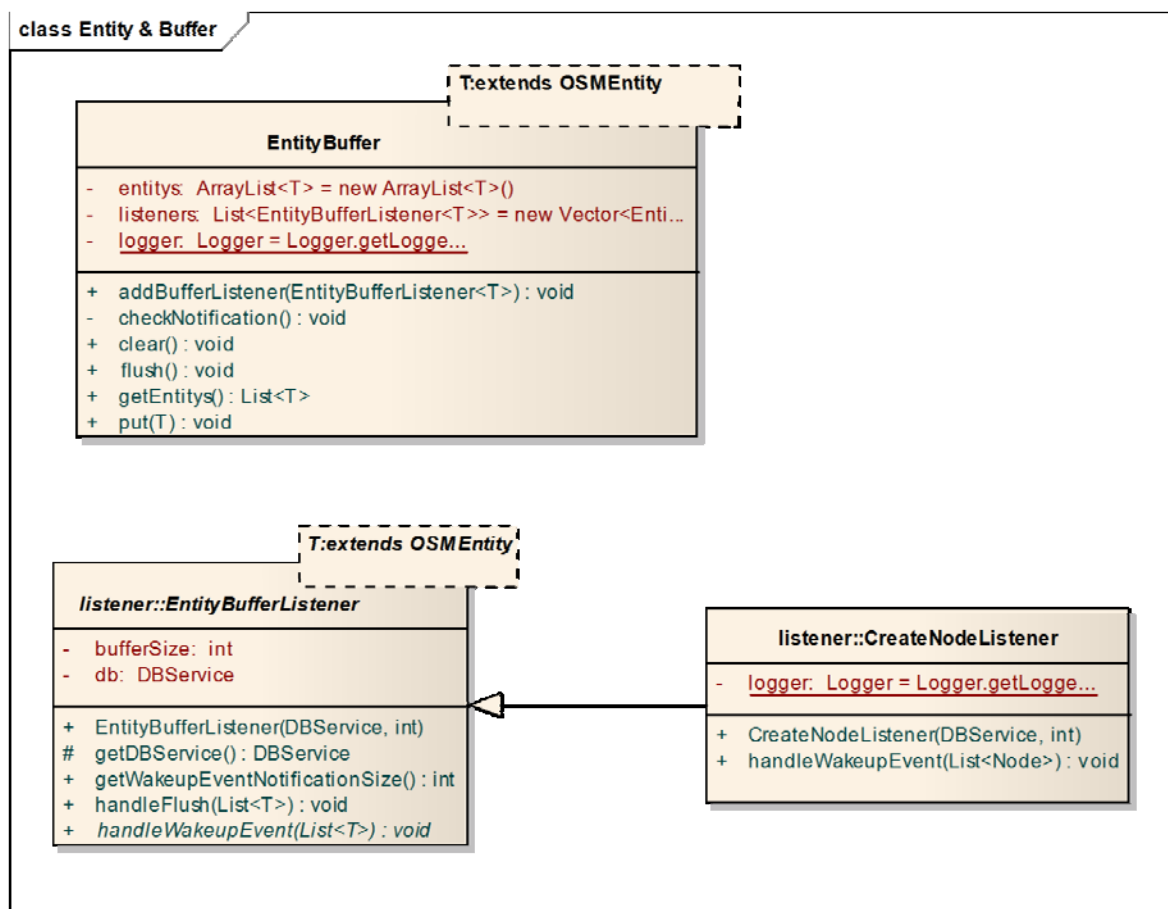 class Entity & Buffer
T:extends OSMEntity
EntityBuffer
- entitys: ArrayList<T> = new ArrayList<T>()
- listeners: List<EntityBufferListener<T>> = new Vector<Enti...
- logger: Logger = Logger.getLogge...
+ addBufferListener(EntityBufferListener<T>) : void
- checkNotification() : void
+ clear() : void
+ flush() : void
+ getEntitys() : List<T>
+ put(T) : void
T:extends OSMEntity
listener::EntityBufferListener
- bufferSize: int
- db: DBService
+ EntityBufferListener(DBService, int)
# getDBService() : DBService
+ getWakeupEventNotificationSize() : int
+ handleFlush(List<T>) : void
+ handleWakeupEvent(List<T>) : void
listener::CreateNodeListener
- logger: Logger = Logger.getLogge...
+ CreateNodeListener(DBService, int)
+ handleWakeupEvent(List<Node>) : void